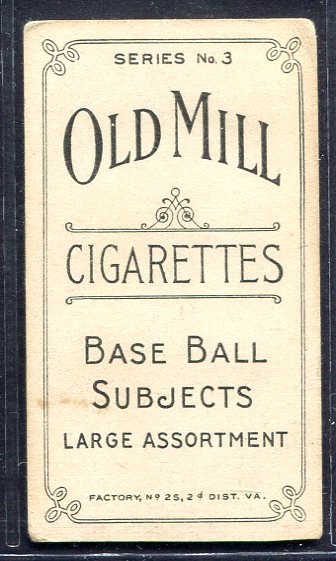 SERIES No. 3
OLD MILL
CIGARETTES
BASE BALL
SUBJECTS
LARGE ASSORTMENT
FACTORY, Nº 25, 2d DIST. VA.